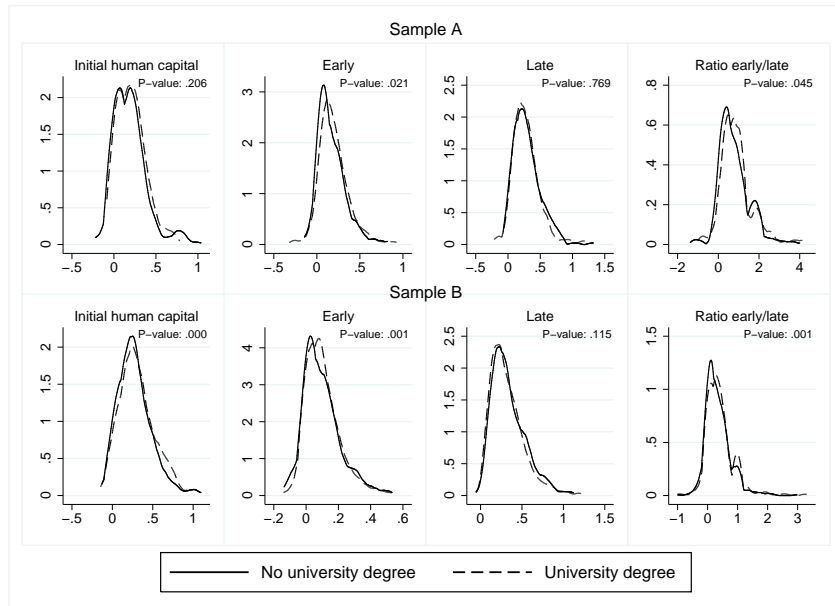 Sample A
Initial human capital
P-value: .206
0 .5 1 1.5 2
-.5 0 .5 1
Early
P-value: .021
0 1 2 3
-.5 0 .5 1
Late
P-value: .769
0 .5 1 1.5 2 2.5
-.5 0 .5 1 1.5
Ratio early/late
P-value: .045
0 .2 .4 .6 .8
-2 0 2 4
Sample B
Initial human capital
P-value: .000
0 .5 1 1.5 2
-.5 0 .5 1
Early
P-value: .001
0 1 2 3 4
-.2 0 .2 .4 .6
Late
P-value: .115
0 .5 1 1.5 2 2.5
0 .5 1 1.5
Ratio early/late
P-value: .001
0 .5 1 1.5
-1 0 1 2 3
No university degree
University degree